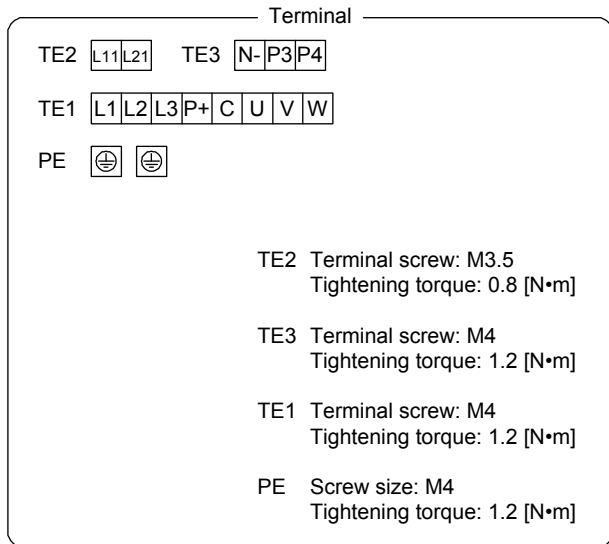 Terminal
TE2 L11 L21 TE3 N- P3 P4
TE1 L1 L2 L3 P+ C U V W
PE
TE2 Terminal screw: M3.5
Tightening torque: 0.8 [N•m]
TE3 Terminal screw: M4
Tightening torque: 1.2 [N•m]
TE1 Terminal screw: M4
Tightening torque: 1.2 [N•m]
PE Screw size: M4
Tightening torque: 1.2 [N•m]